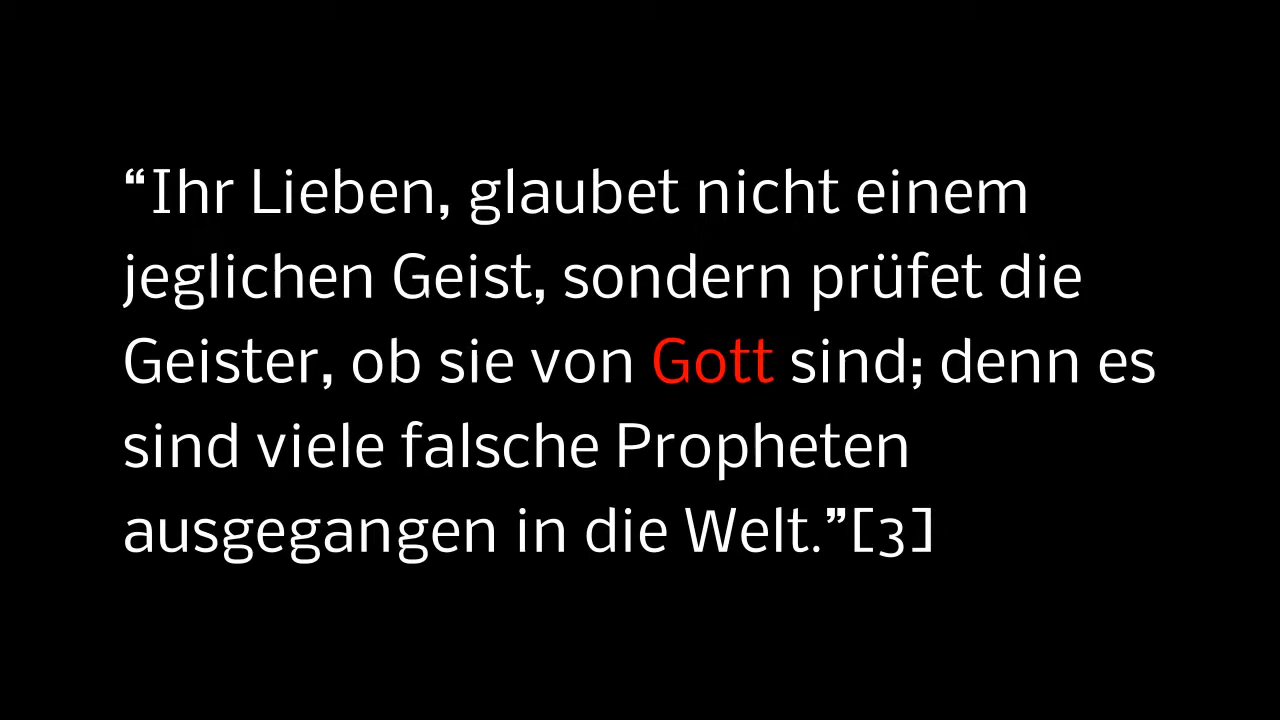 “Ihr Lieben, glaubet nicht einem
jeglichen Geist, sondern prüfet die
Geister, ob sie von Gott sind; denn es
sind viele falsche Propheten
ausgegangen in die Welt.”[3]